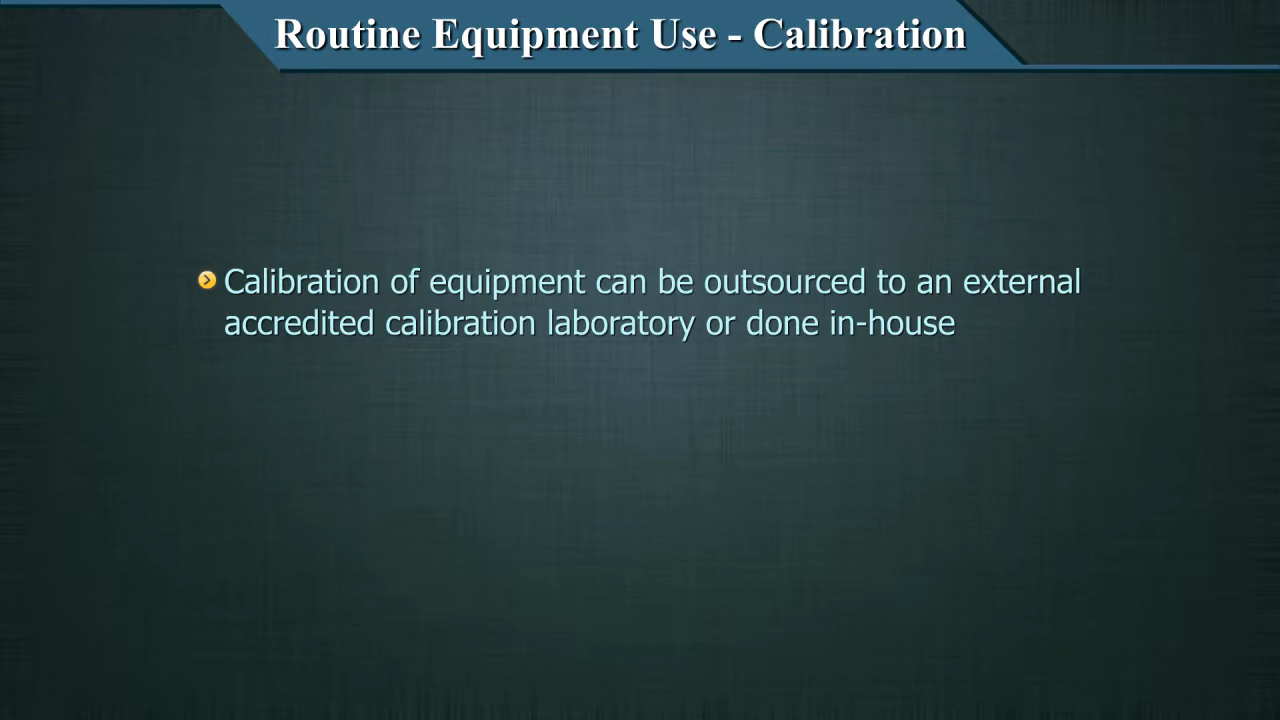 Routine Equipment Use - Calibration
Calibration of equipment can be outsourced to an external
accredited calibration laboratory or done in-house